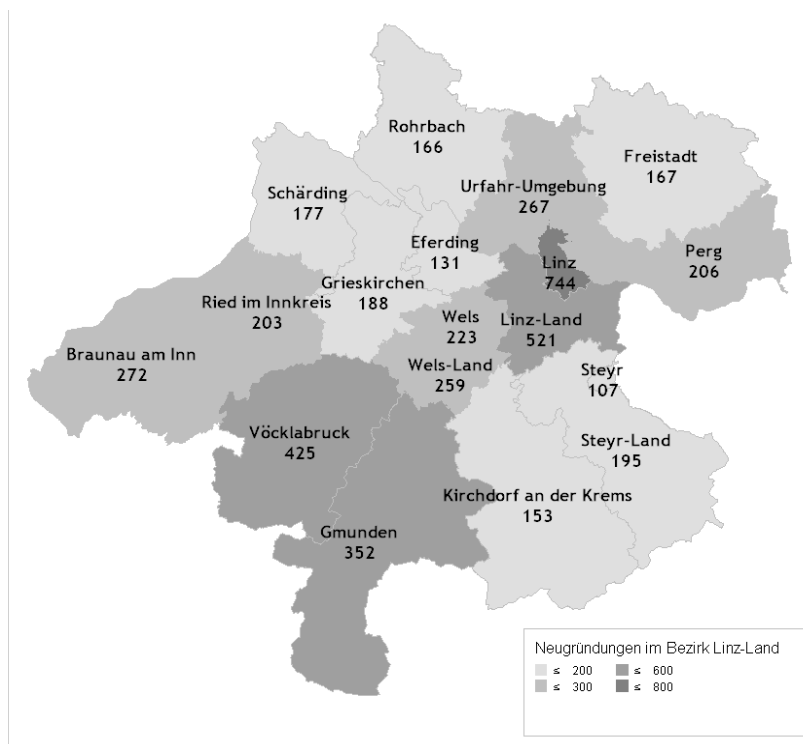 Rohrbach
166
Freistadt
167
Schärding
177
Urfahr-Umgebung
267
Eferding
131
Perg
206
Linz
744
Grieskirchen
188
Ried im Innkreis
203
Wels
223
Linz-Land
521
Braunau am Inn
272
Wels-Land
259
Steyr
107
Vöcklabruck
425
Steyr-Land
195
Kirchdorf an der Krems
153
Gmunden
352
Neugründungen im Bezirk Linz-Land
≤ 200 ≤ 600
≤ 300 ≤ 800